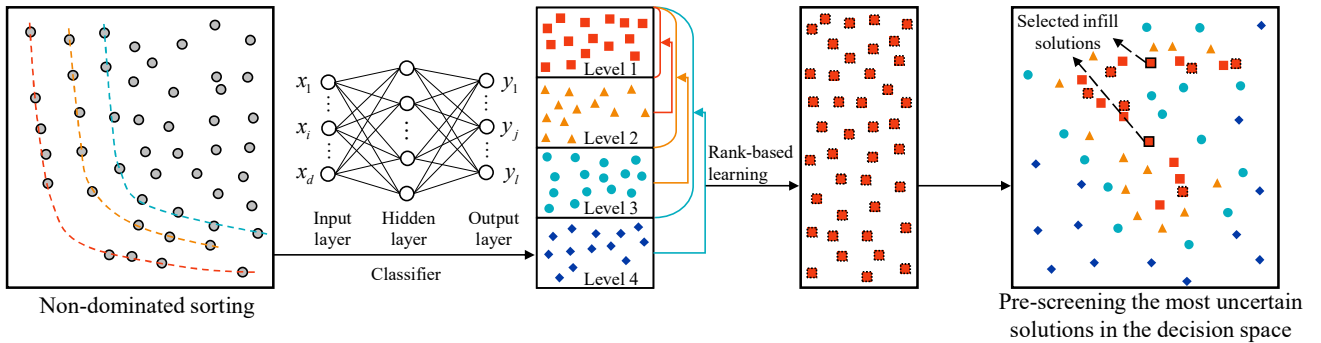 Non-dominated sorting
x1
xi
xd
y1
yj
yl
Input
layer
Hidden
layer
Output
layer
Classifier
Level 1
Level 2
Level 3
Level 4
Rank-based
learning
Selected infill
solutions
Pre-screening the most uncertain
solutions in the decision space